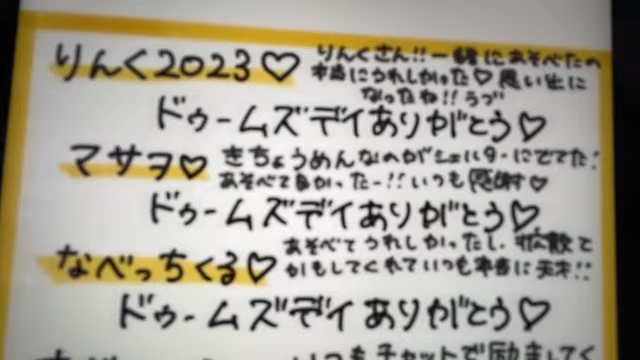 りんく2023♡
りんくさん!!一緒にあそべたの
本当にうれしかった♡思い出に
なったね!!うづ
ドゥームズデイありがとう♡
マサヲ♡
きちょうめんなのがシェルターにでてた!
あそべてよかったー!!いつも感謝♡
ドゥームズデイありがとう♡
なべっちくる♡
あそべてうれしかったし、拡散と
かもしてくれていつも本当に天才!!
ドゥームズデイありがとう♡
いつもチャットで励ましてく